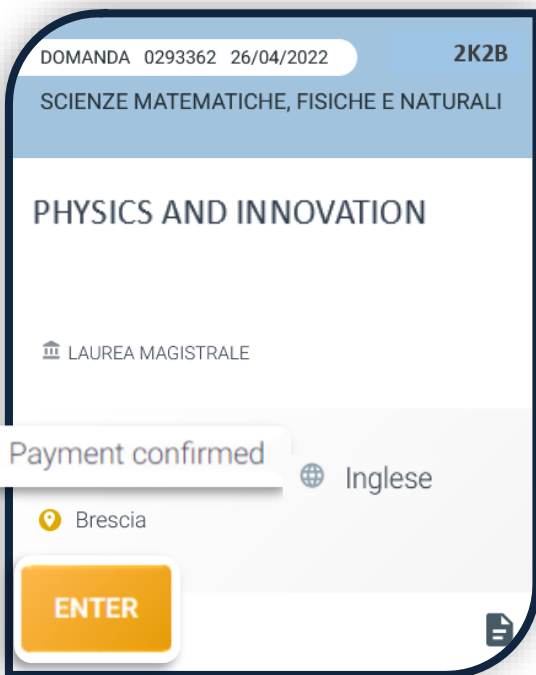 DOMANDA 0293362 26/04/2022
2K2B
SCIENZE MATEMATICHE, FISICHE E NATURALI
PHYSICS AND INNOVATION
LAUREA MAGISTRALE
Payment confirmed
Inglese
Brescia
ENTER